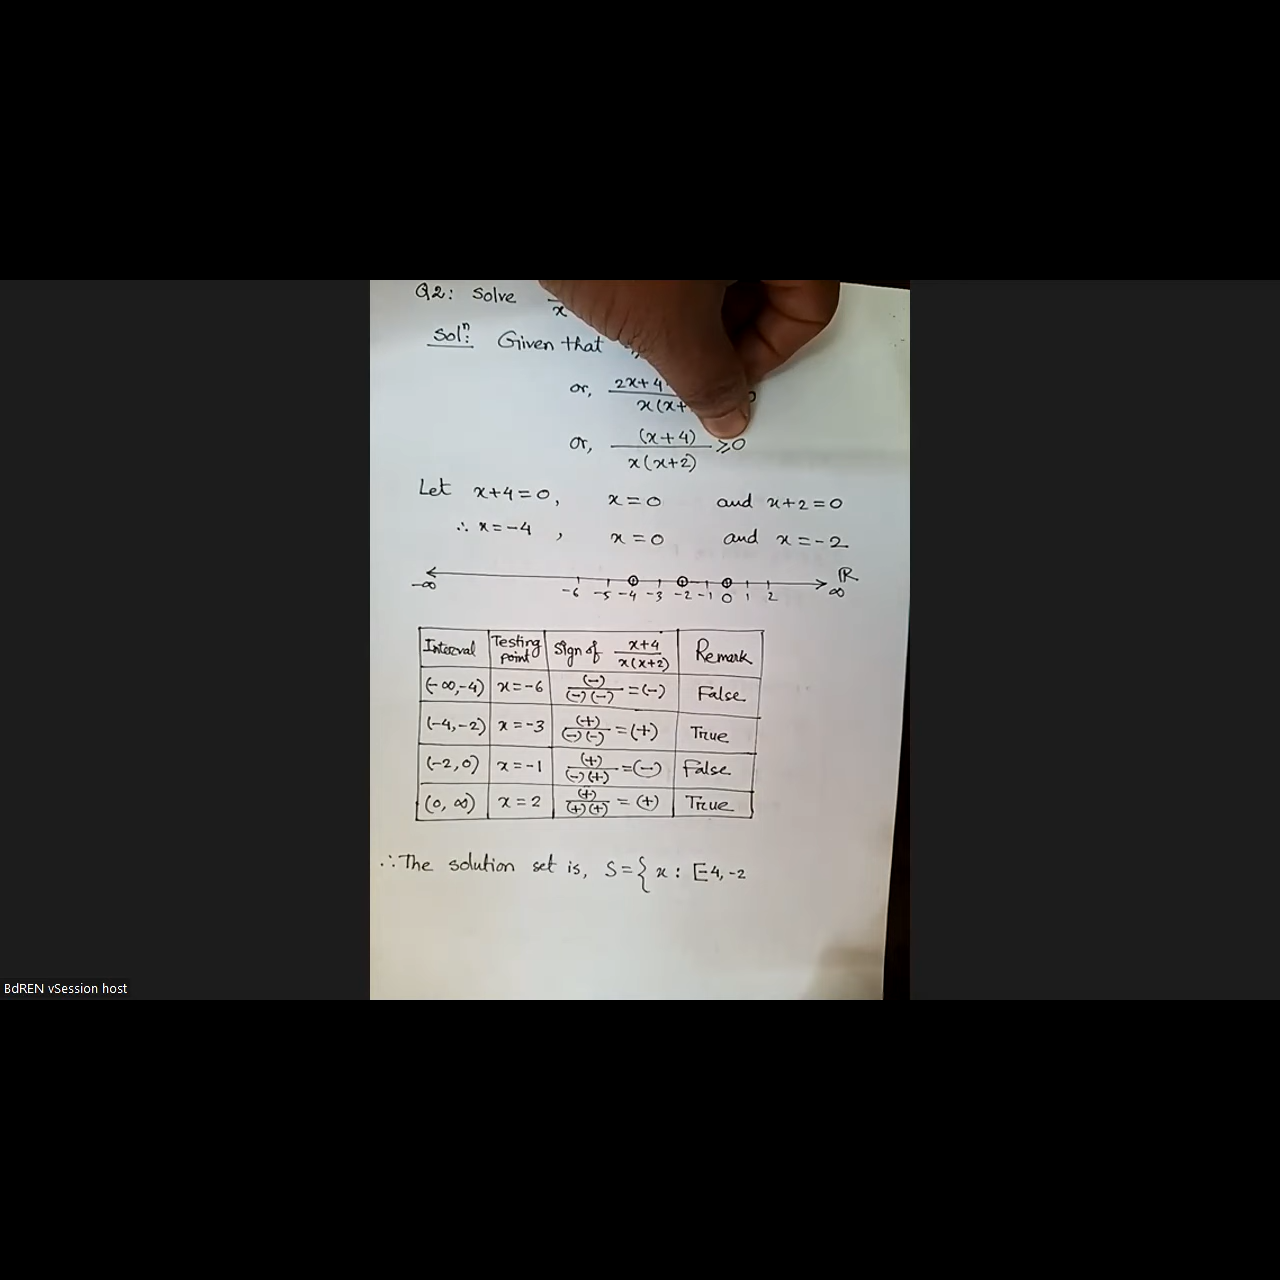 Q2: Solve
x
Solⁿ: Given that
or, 2x+4
x(x+
or, (x+4)/x(x+2) ≥0
Let x+4=0, x=0 and x+2=0
∴ x=-4, x=0 and x=-2
-∞ -6 -5 -4 -3 -2 -1 0 1 2 ∞ ℝ
Interval Testing point Sign of x+4/x(x+2) Remark
(-∞,-4) x=-6 (-)/(-)(-) =(-) False
(-4,-2) x=-3 (+)/(-)(-) =(+) True
(-2,0) x=-1 (+)/(-)(+) =(-) False
(0, ∞) x=2 (+)/(+)(+) = (+) True
∴ The solution set is, S={ x : [-4,-2
BdREN vSession host